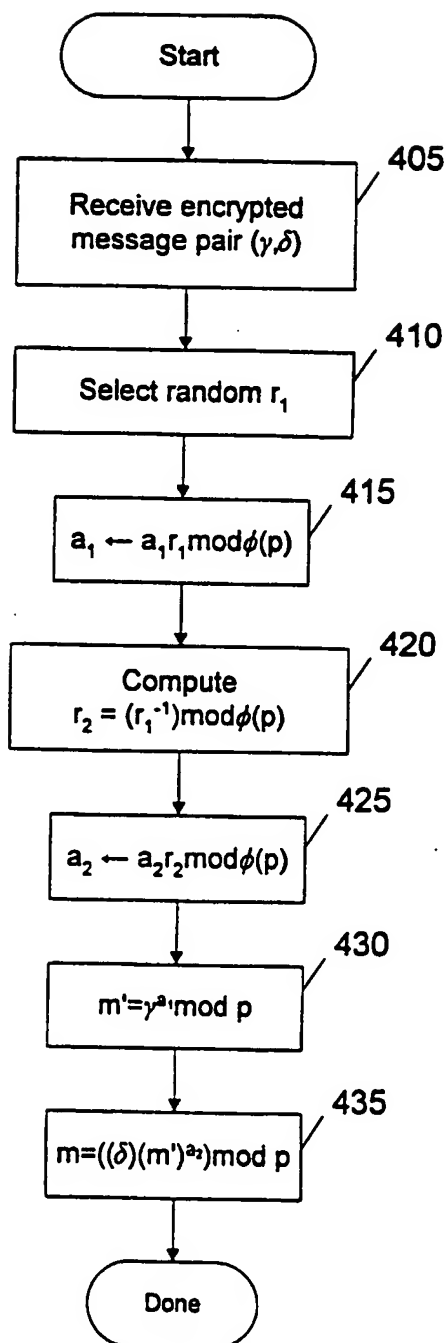 Start
405
Receive encrypted
message pair (γ,δ)
410
Select random r₁
415
a₁ ← a₁r₁modϕ(p)
420
Compute
r₂ = (r₁⁻¹)modϕ(p)
425
a₂ ← a₂r₂modϕ(p)
430
m'=γᵃ¹mod p
435
m=((δ)(m')ᵃ²)mod p
Done